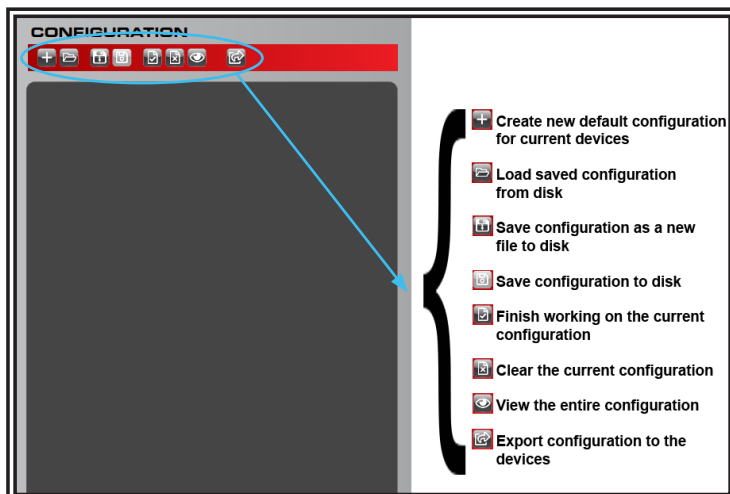 CONFIGURATION
Create new default configuration
for current devices
Load saved configuration
from disk
Save configuration as a new
file to disk
Save configuration to disk
Finish working on the current
configuration
Clear the current configuration
View the entire configuration
Export configuration to the
devices